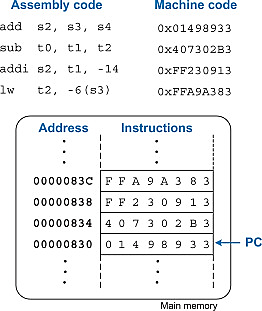 Assembly code Machine code
add s2, s3, s4 0x01498933
sub t0, t1, t2 0x407302B3
addi s2, t1, -14 0xFF230913
lw t2, -6(s3) 0xFFA9A383
Address Instructions
0000083C F F A 9 A 3 8 3
00000838 F F 2 3 0 9 1 3
00000834 4 0 7 3 0 2 B 3
00000830 0 1 4 9 8 9 3 3 PC
Main memory